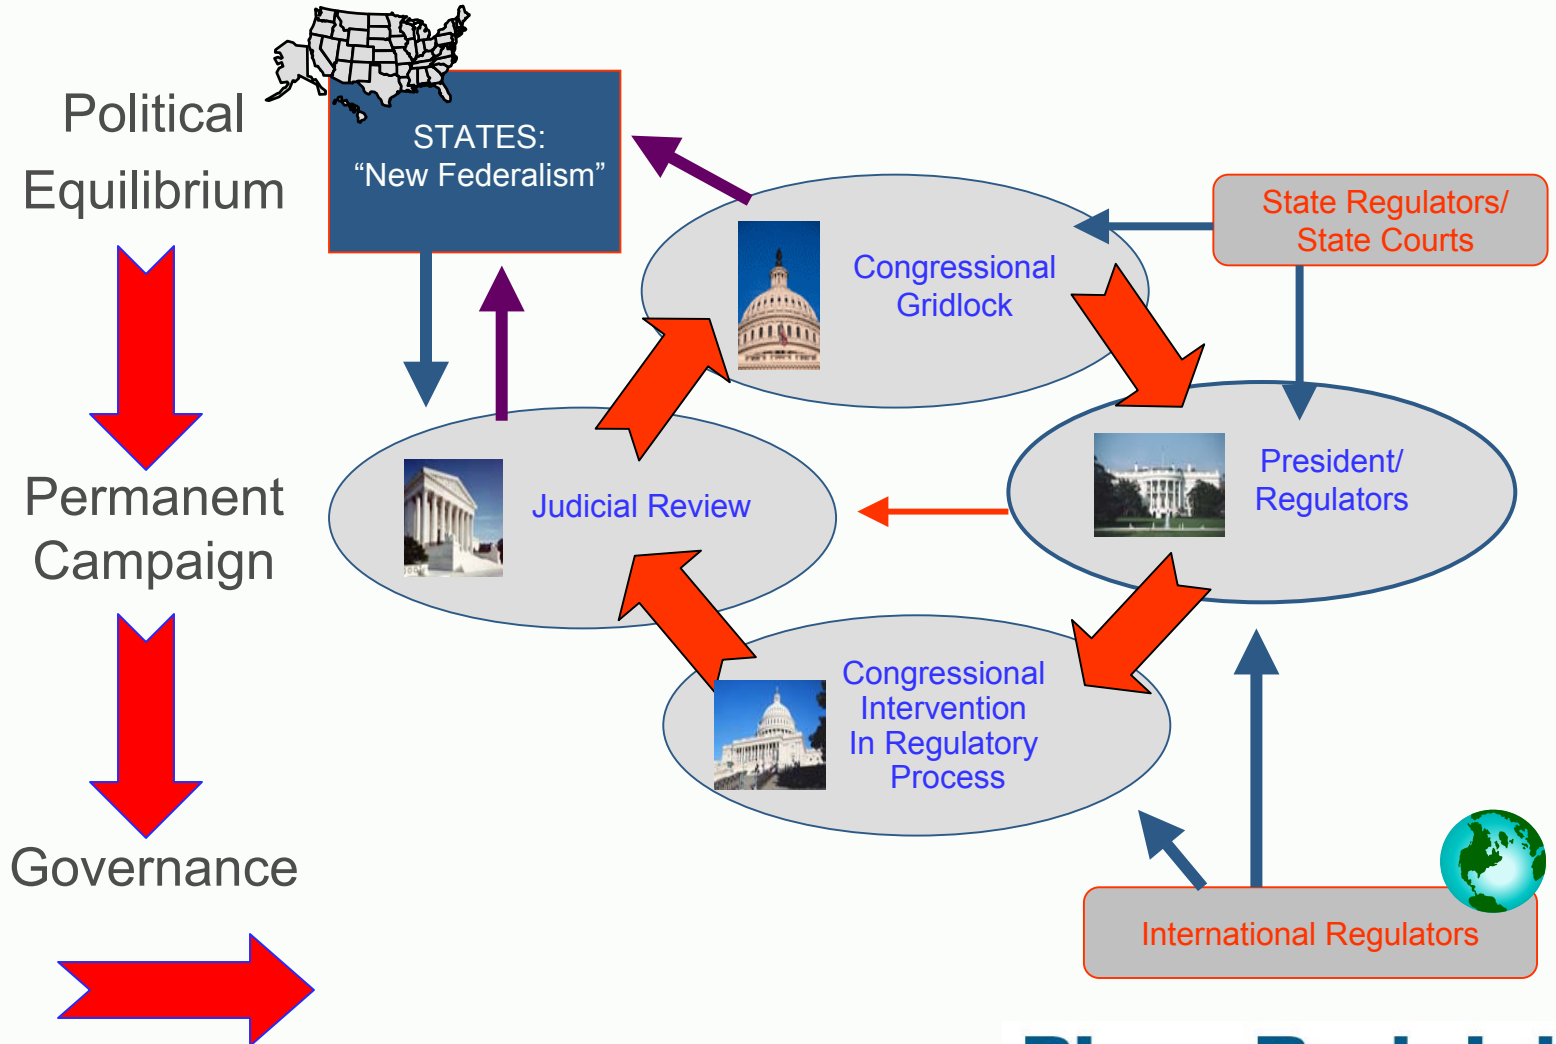 Political
Equilibrium
Permanent
Campaign
Governance
STATES:
“New Federalism”
Congressional
Gridlock
State Regulators/
State Courts
President/
Regulators
Judicial Review
Congressional
Intervention
In Regulatory
Process
International Regulators